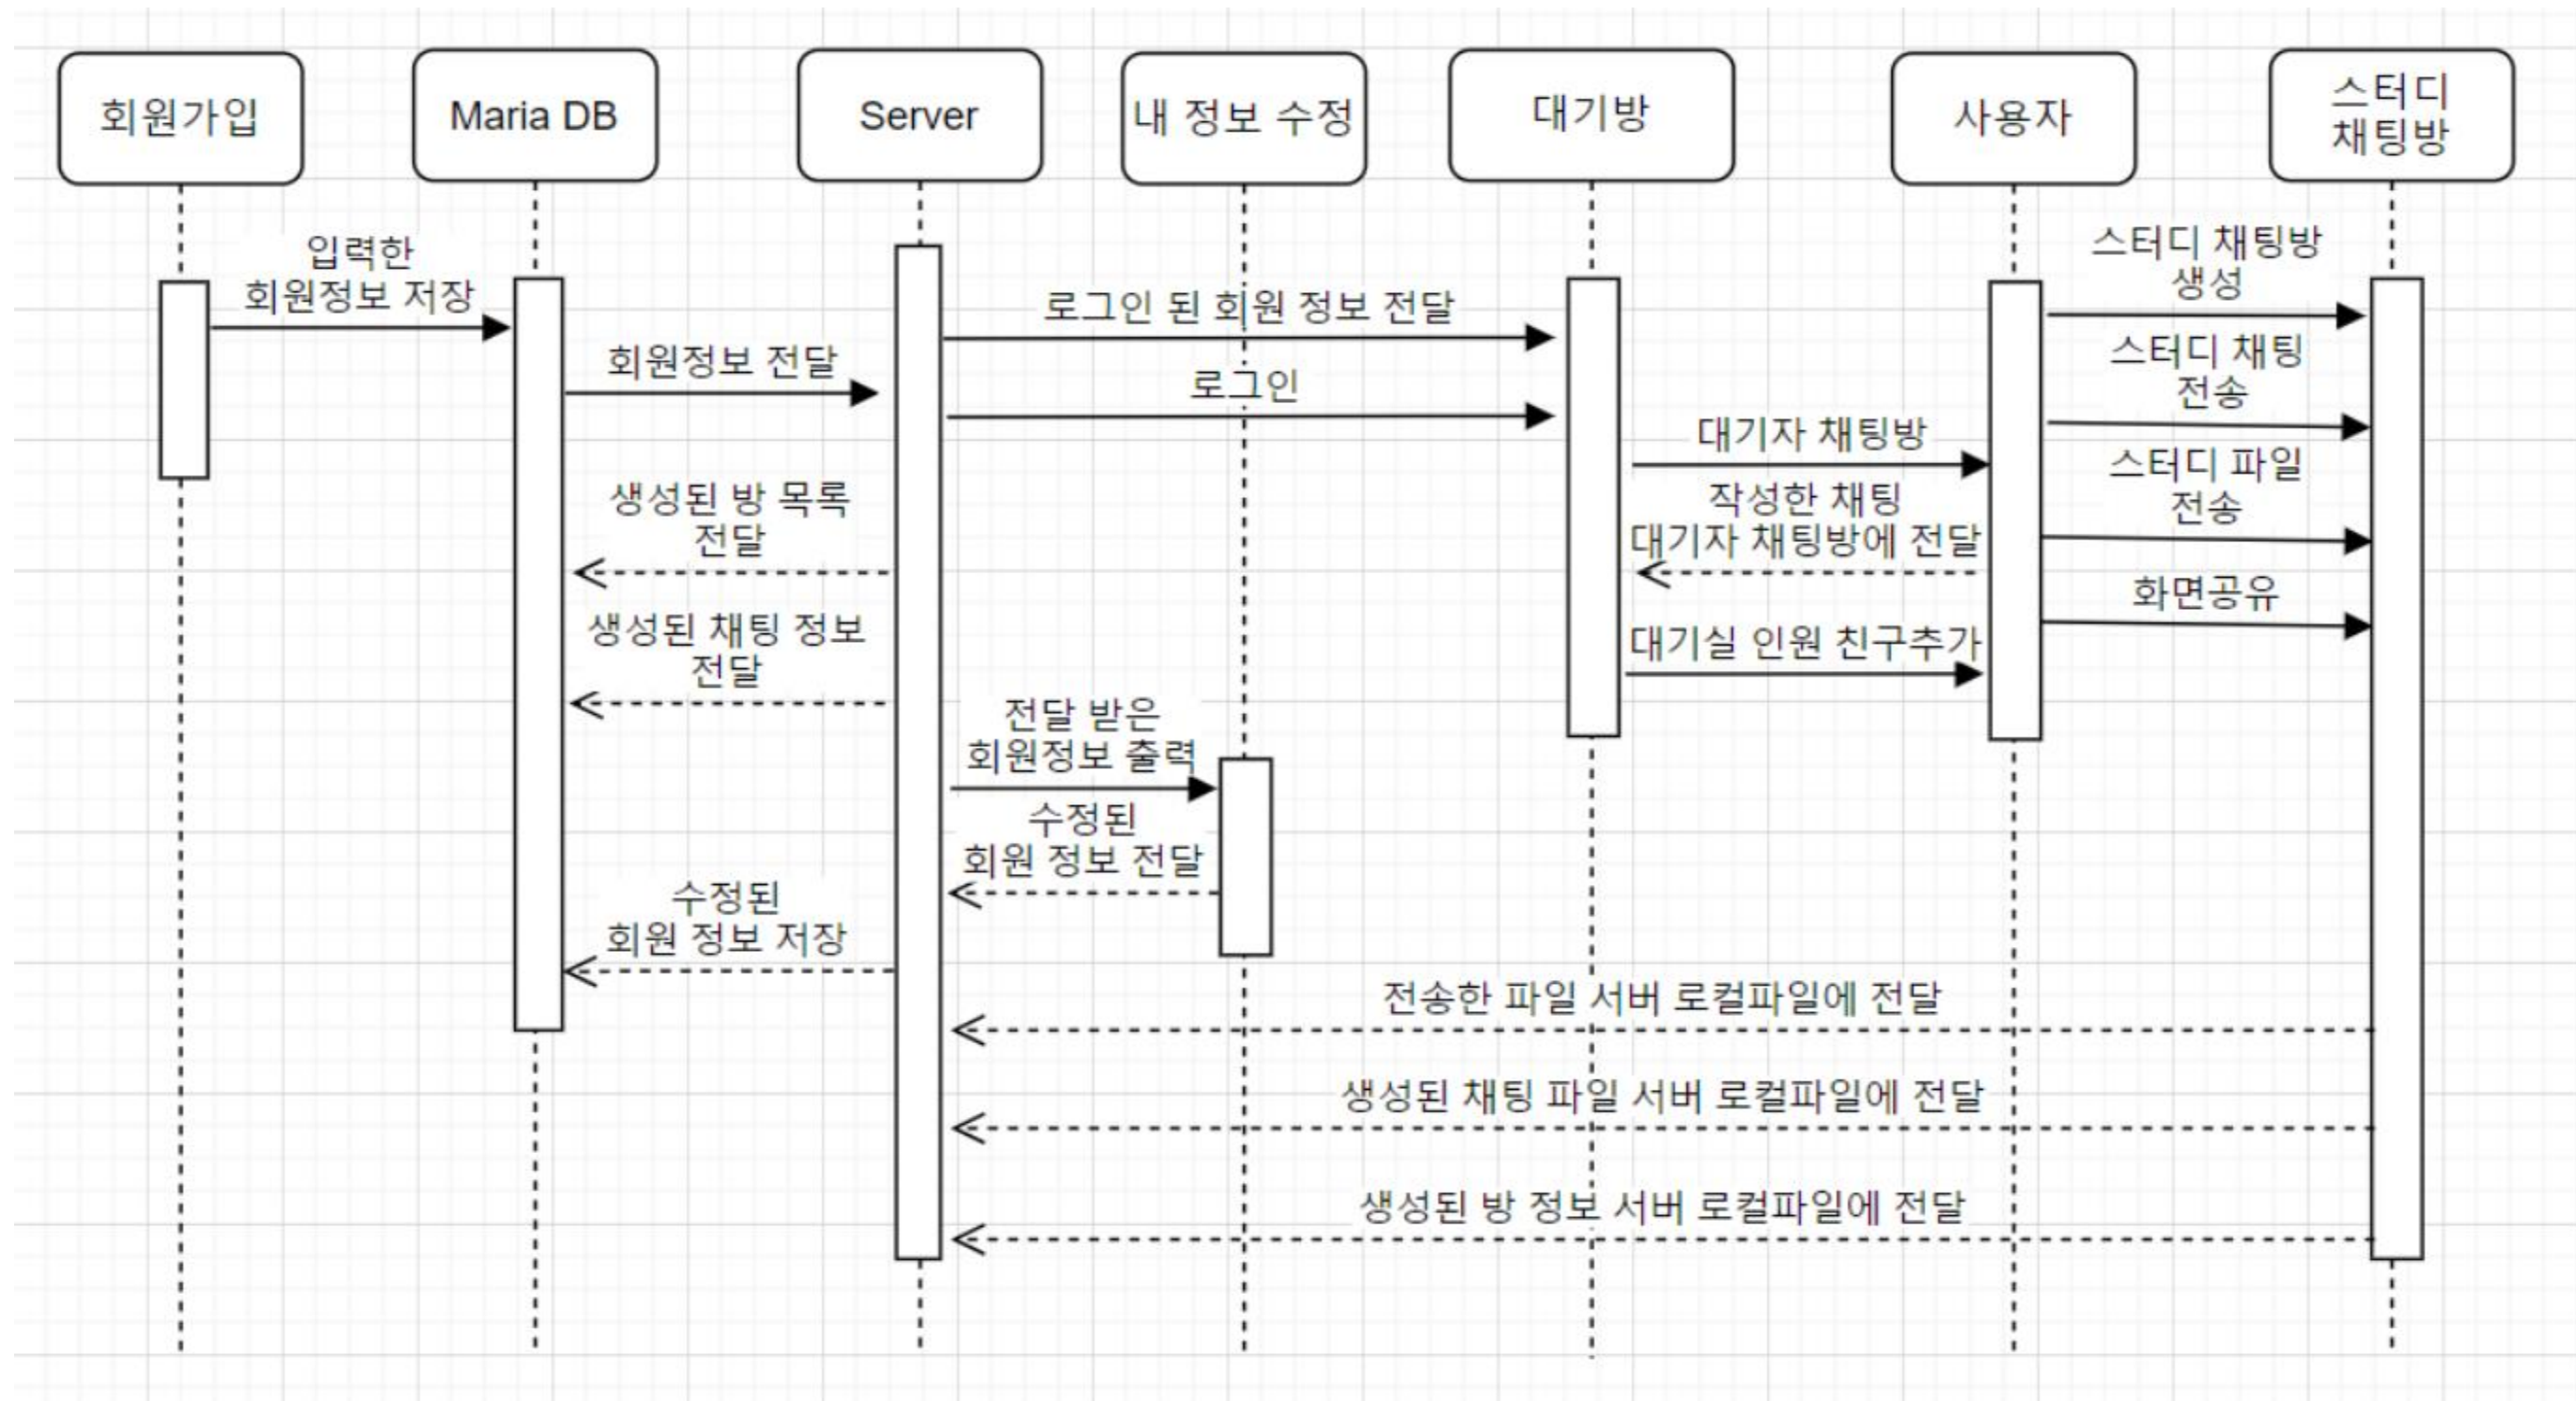 회원가입
Maria DB
Server
내 정보 수정
대기방
사용자
스터디
채팅방
입력한
회원정보 저장
회원정보 전달
로그인 된 회원 정보 전달
로그인
스터디 채팅방
생성
스터디 채팅
전송
대기자 채팅방
스터디 파일
전송
생성된 방 목록
전달
작성한 채팅
대기자 채팅방에 전달
화면공유
생성된 채팅 정보
전달
대기실 인원 친구추가
전달 받은
회원정보 출력
수정된
회원 정보 전달
수정된
회원 정보 저장
전송한 파일 서버 로컬파일에 전달
생성된 채팅 파일 서버 로컬파일에 전달
생성된 방 정보 서버 로컬파일에 전달